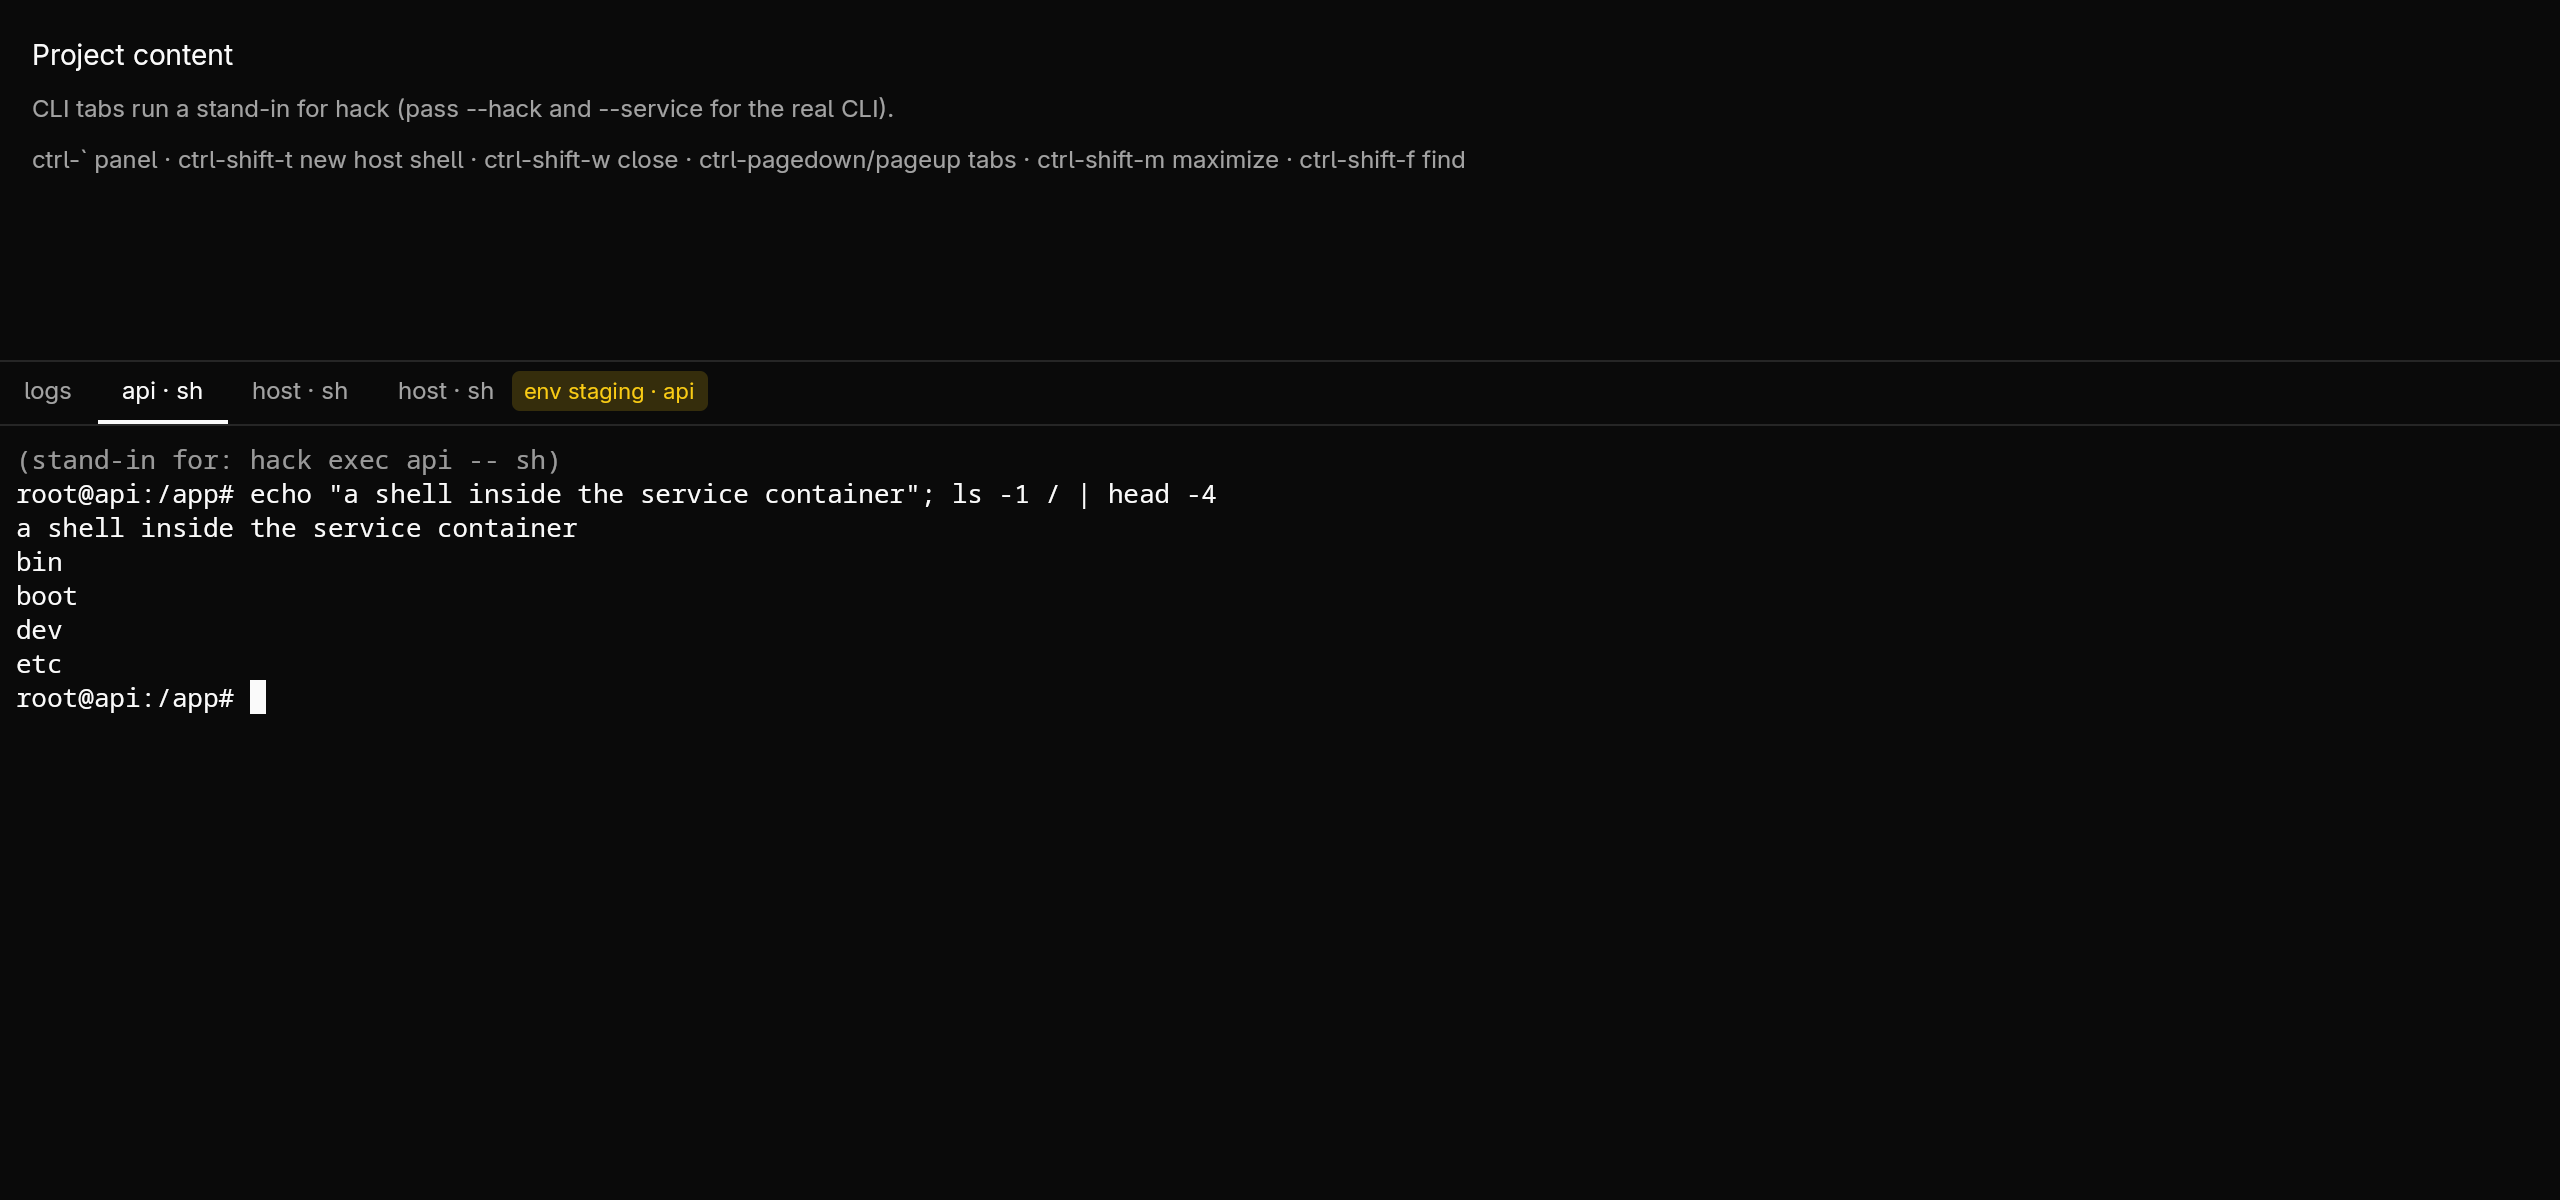 Project content
CLI tabs run a stand-in for hack (pass --hack and --service for the real CLI).
ctrl-` panel · ctrl-shift-t new host shell · ctrl-shift-w close · ctrl-pagedown/pageup tabs · ctrl-shift-m maximize · ctrl-shift-f find
logs api · sh host · sh host · sh env staging · api
(stand-in for: hack exec api -- sh)
root@api:/app# echo "a shell inside the service container"; ls -1 / | head -4
a shell inside the service container
bin
boot
dev
etc
root@api:/app#